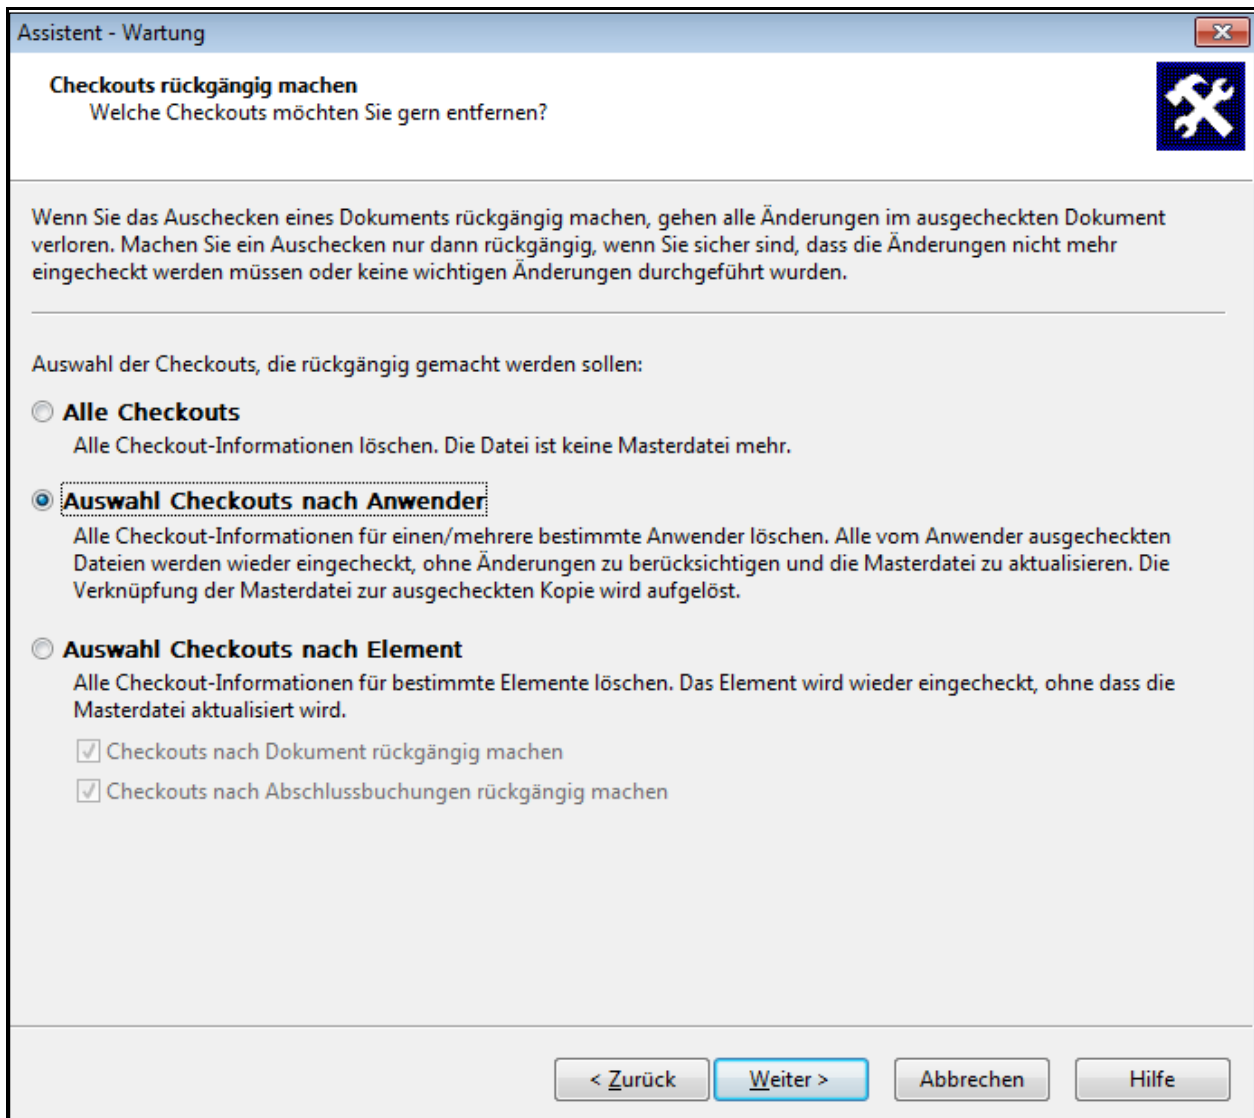 Assistent - Wartung
Checkouts rückgängig machen
Welche Checkouts möchten Sie gern entfernen?
Wenn Sie das Auschecken eines Dokuments rückgängig machen, gehen alle Änderungen im ausgecheckten Dokument
verloren. Machen Sie ein Auschecken nur dann rückgängig, wenn Sie sicher sind, dass die Änderungen nicht mehr
eingecheckt werden müssen oder keine wichtigen Änderungen durchgeführt wurden.
Auswahl der Checkouts, die rückgängig gemacht werden sollen:
Alle Checkouts
Alle Checkout-Informationen löschen. Die Datei ist keine Masterdatei mehr.
Auswahl Checkouts nach Anwender
Alle Checkout-Informationen für einen/mehrere bestimmte Anwender löschen. Alle vom Anwender ausgecheckten
Dateien werden wieder eingecheckt, ohne Änderungen zu berücksichtigen und die Masterdatei zu aktualisieren. Die
Verknüpfung der Masterdatei zur ausgecheckten Kopie wird aufgelöst.
Auswahl Checkouts nach Element
Alle Checkout-Informationen für bestimmte Elemente löschen. Das Element wird wieder eingecheckt, ohne dass die
Masterdatei aktualisiert wird.
Checkouts nach Dokument rückgängig machen
Checkouts nach Abschlussbuchungen rückgängig machen
< Zurück Weiter > Abbrechen Hilfe